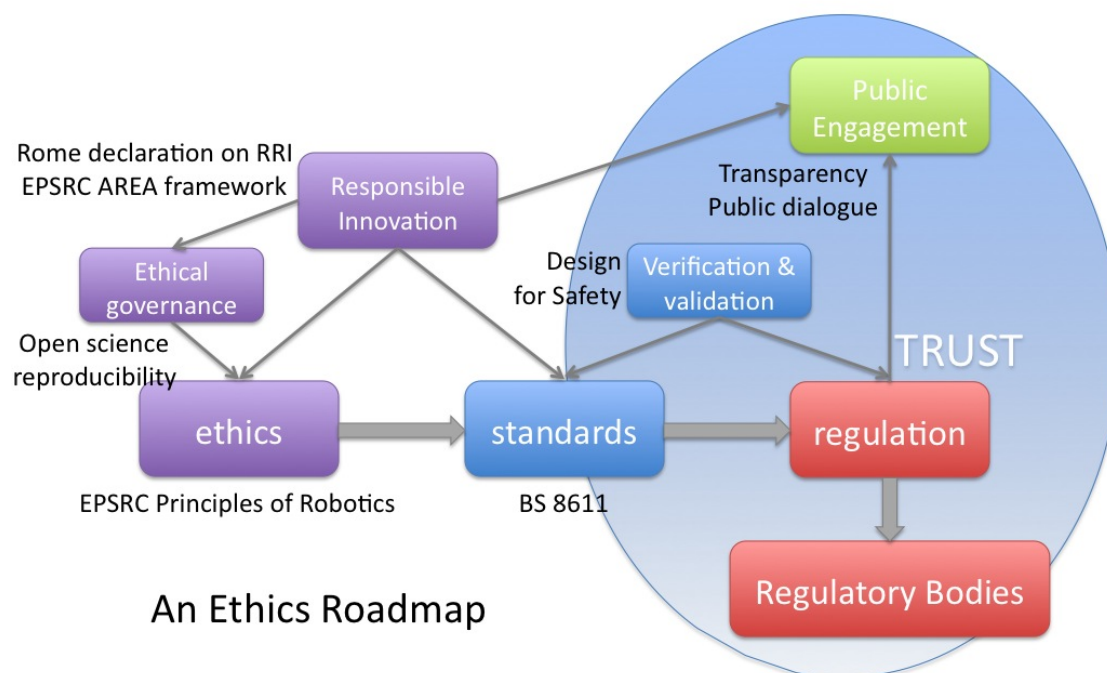 Public
Engagement
Rome declaration on RRI
EPSRC AREA framework
Responsible
Innovation
Transparency
Public dialogue
Ethical
governance
Design
for Safety
Verification &
validation
Open science
reproducibility
TRUST
ethics
standards
regulation
EPSRC Principles of Robotics
BS 8611
An Ethics Roadmap
Regulatory Bodies